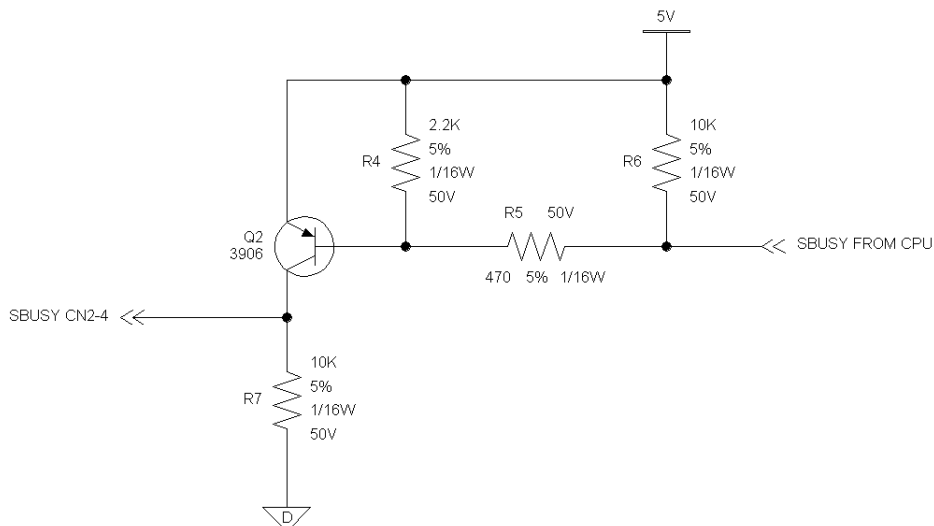 5V
2.2K
5%
1/16W
50V
R4
10K
5%
1/16W
50V
R6
R5 50V
470 5% 1/16W
Q2
3906
SBUSY FROM CPU
SBUSY CN2-4
10K
5%
1/16W
50V
R7
D